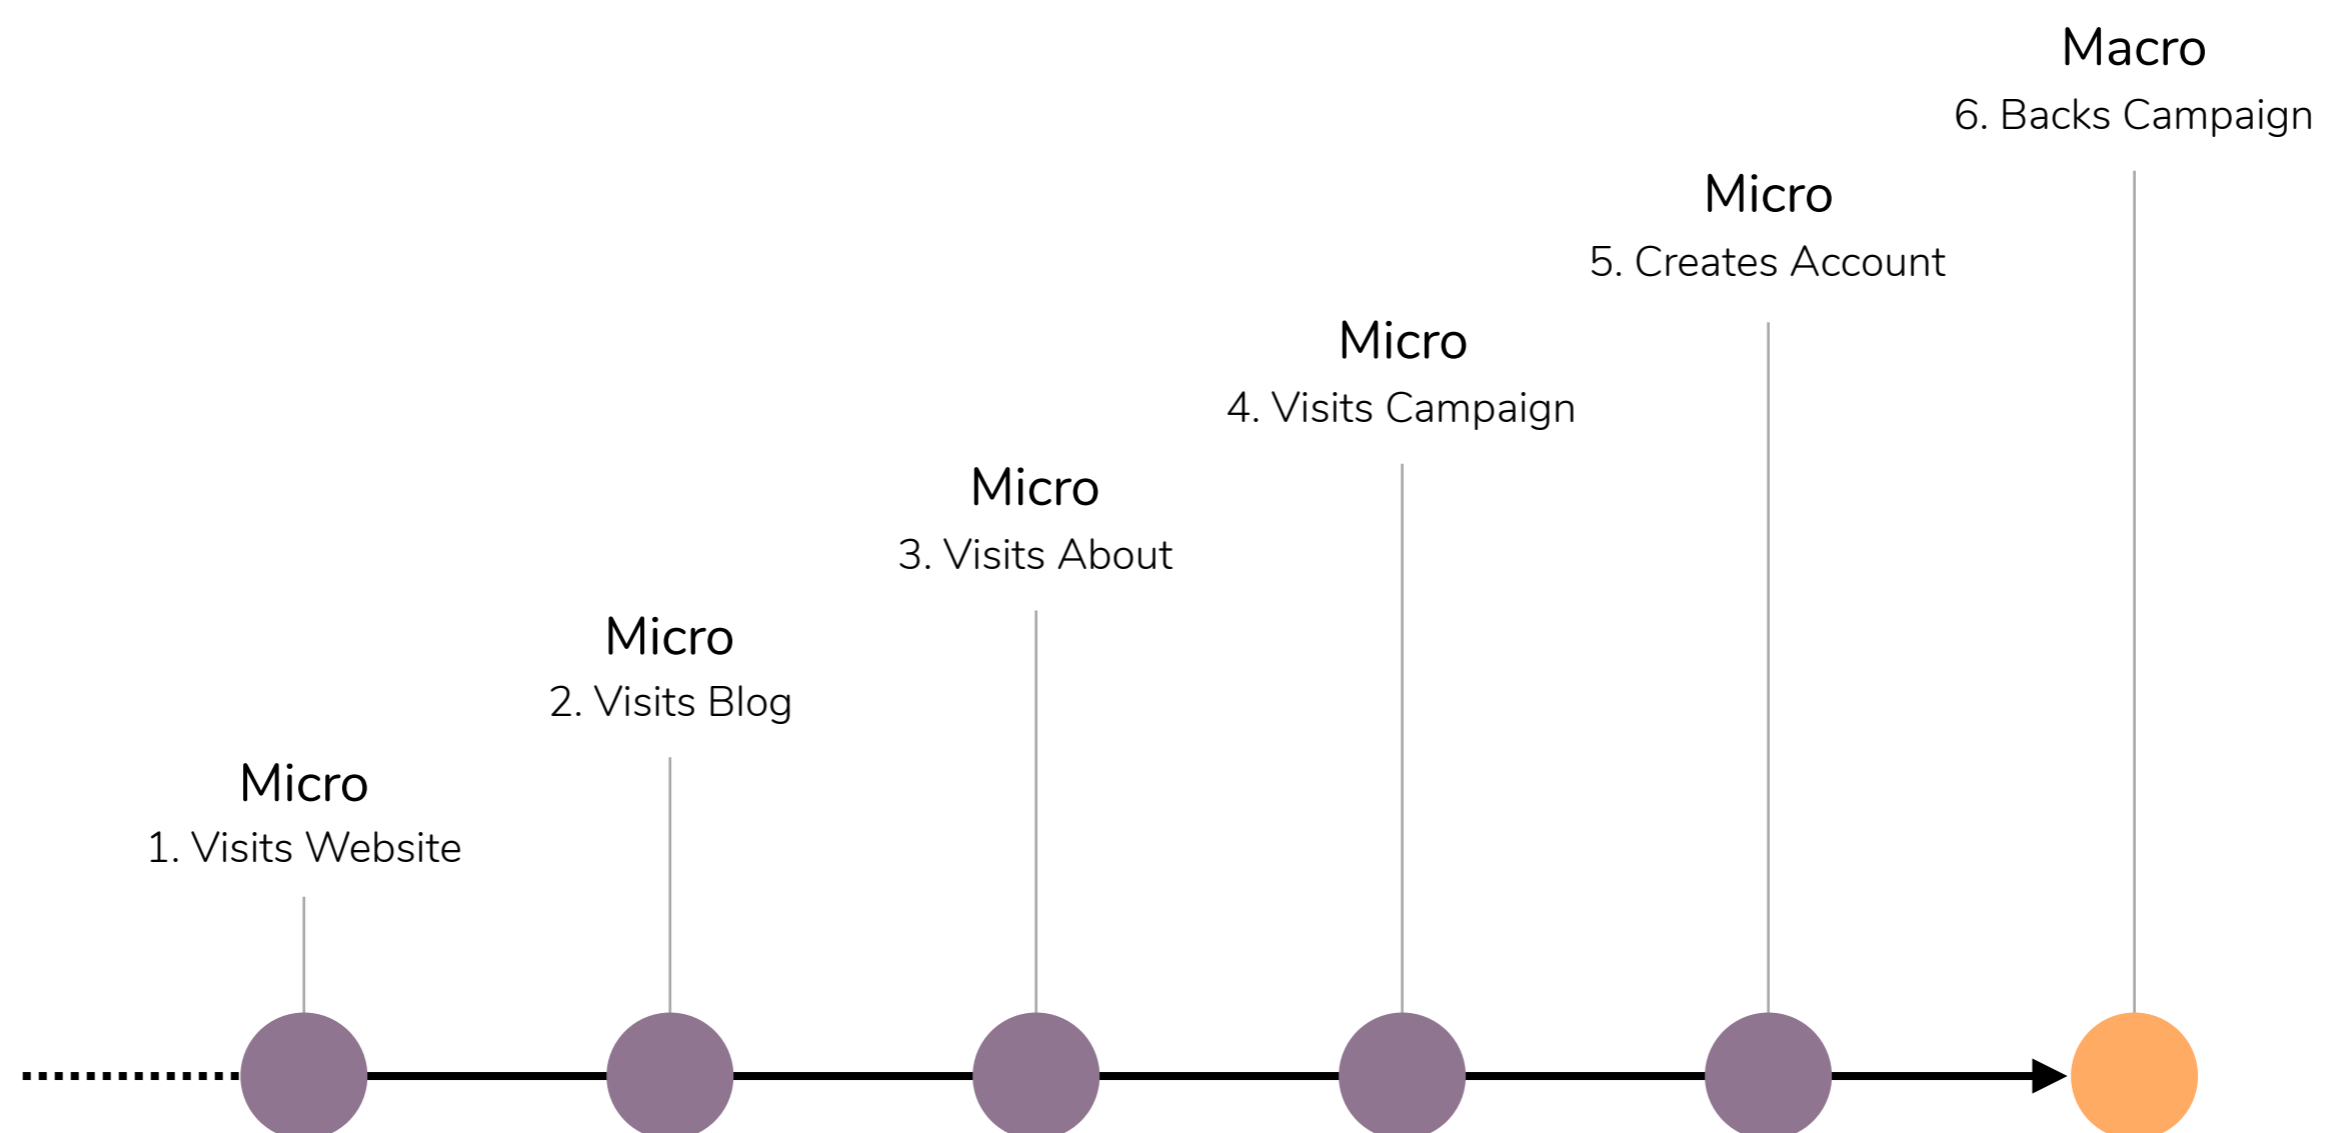 Macro
6. Backs Campaign
Micro
5. Creates Account
Micro
4. Visits Campaign
Micro
3. Visits About
Micro
2. Visits Blog
Micro
1. Visits Website